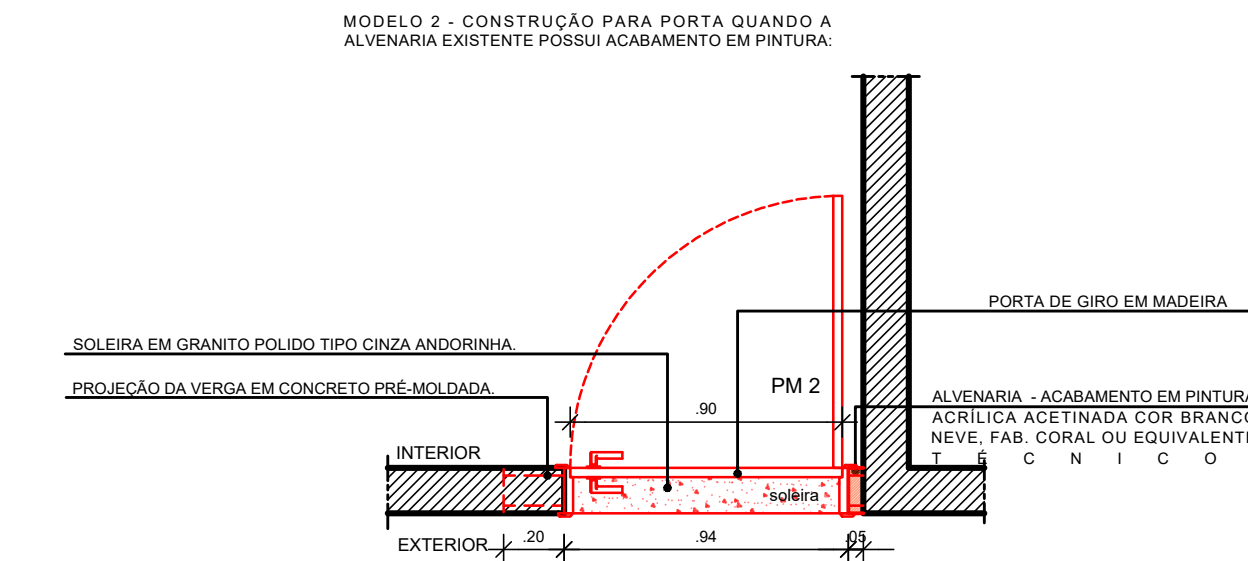 MODELO 2 - CONSTRUÇÃO PARA PORTA QUANDO A
ALVENARIA EXISTENTE POSSUI ACABAMENTO EM PINTURA:
PORTA DE GIRO EM MADEIRA
SOLEIRA EM GRANITO POLIDO TIPO CINZA ANDORINHA.
PROJEÇÃO DA VERGA EM CONCRETO PRÉ-MOLDADA.
PM 2
.90
ALVENARIA - ACABAMENTO EM PINTURA
ACRÍLICA ACETINADA COR BRANCO
NEVE, FAB. CORAL OU EQUIVALENTE
T É C N I C O
INTERIOR
soleira
EXTERIOR
.20
.94
.05